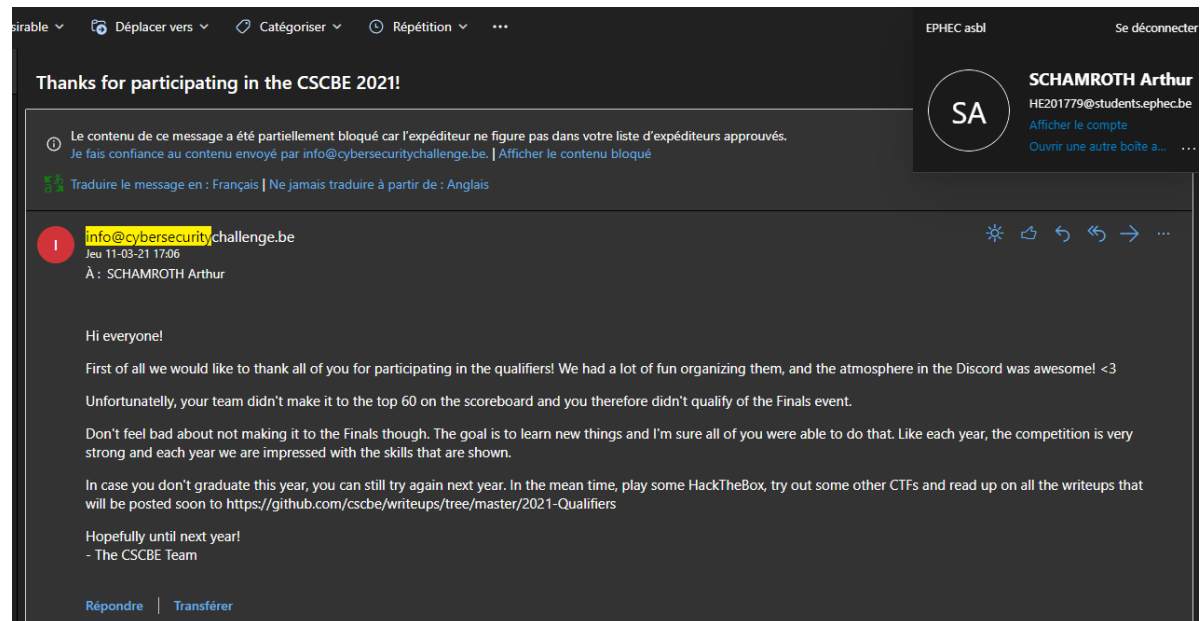 sirable Déplacer vers Catégoriser Répétition ...
EPHEC asbl Se déconnecter
Thanks for participating in the CSCBE 2021!
SA
SCHAMROTH Arthur
HE201779@students.ephec.be
Afficher le compte
Ouvrir une autre boîte a... ...
Le contenu de ce message a été partiellement bloqué car l'expéditeur ne figure pas dans votre liste d'expéditeurs approuvés.
Je fais confiance au contenu envoyé par info@cybersecuritychallenge.be. | Afficher le contenu bloqué
Traduire le message en : Français | Ne jamais traduire à partir de : Anglais
I
info@cybersecuritychallenge.be
Jeu 11-03-21 17:06
À : SCHAMROTH Arthur
Hi everyone!
First of all we would like to thank all of you for participating in the qualifiers! We had a lot of fun organizing them, and the atmosphere in the Discord was awesome! <3
Unfortunatelly, your team didn't make it to the top 60 on the scoreboard and you therefore didn't qualify of the Finals event.
Don't feel bad about not making it to the Finals though. The goal is to learn new things and I'm sure all of you were able to do that. Like each year, the competition is very
strong and each year we are impressed with the skills that are shown.
In case you don't graduate this year, you can still try again next year. In the mean time, play some HackTheBox, try out some other CTFs and read up on all the writeups that
will be posted soon to https://github.com/cscbe/writeups/tree/master/2021-Qualifiers
Hopefully until next year!
- The CSCBE Team
Répondre | Transférer